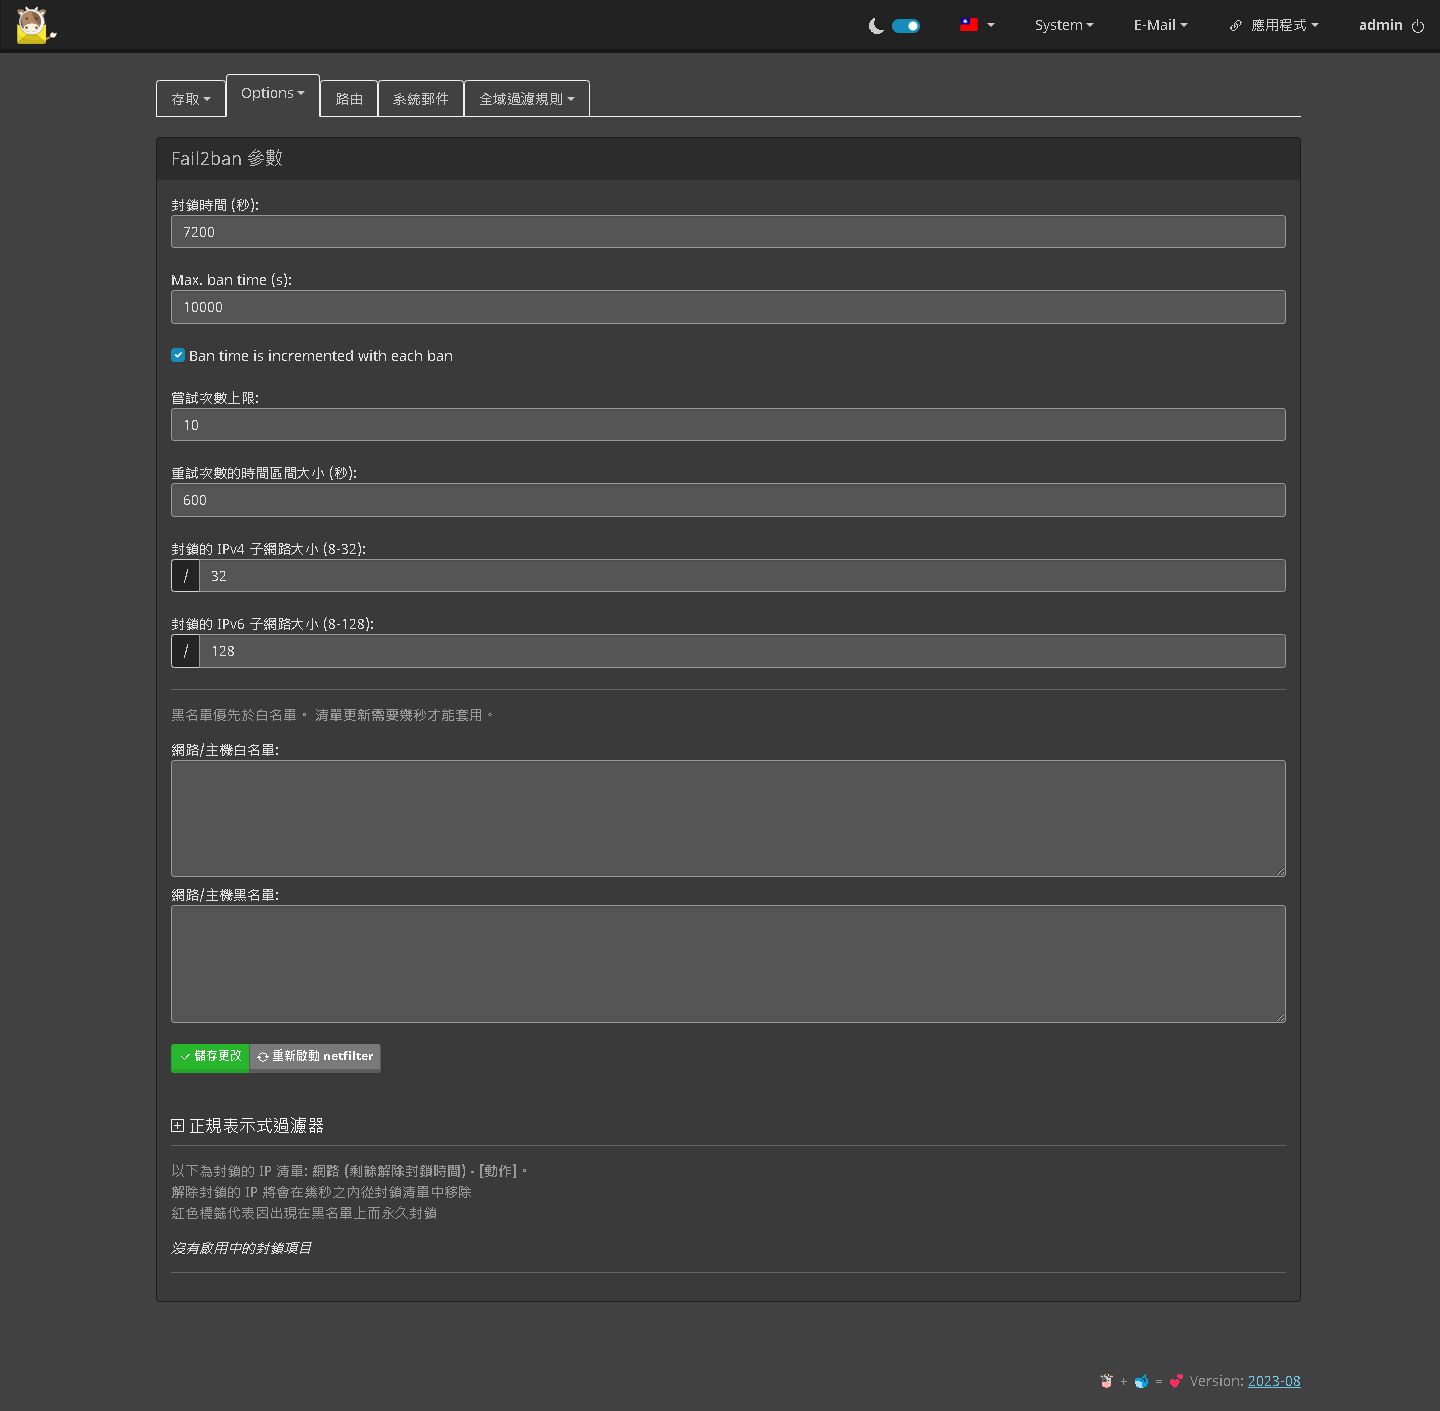 System
E-Mail
應用程式
admin
存取
Options
路由
系統郵件
全域過濾規則
Fail2ban 參數
封鎖時間 (秒):
7200
Max. ban time (s):
10000
Ban time is incremented with each ban
嘗試次數上限:
10
重試次數的時間區間大小 (秒):
600
封鎖的 IPv4 子網路大小 (8-32):
/ 32
封鎖的 IPv6 子網路大小 (8-128):
/ 128
黑名單優先於白名單。 清單更新需要幾秒才能套用。
網路/主機白名單:
網路/主機黑名單:
儲存更改 重新啟動 netfilter
正規表示式過濾器
以下為封鎖的 IP 清單: 網路 (剩餘解除封鎖時間) - [動作]。
解除封鎖的 IP 將會在幾秒之內從封鎖清單中移除
紅色標籤代表因出現在黑名單上而永久封鎖
沒有啟用中的封鎖項目
+ = Version: 2023-08